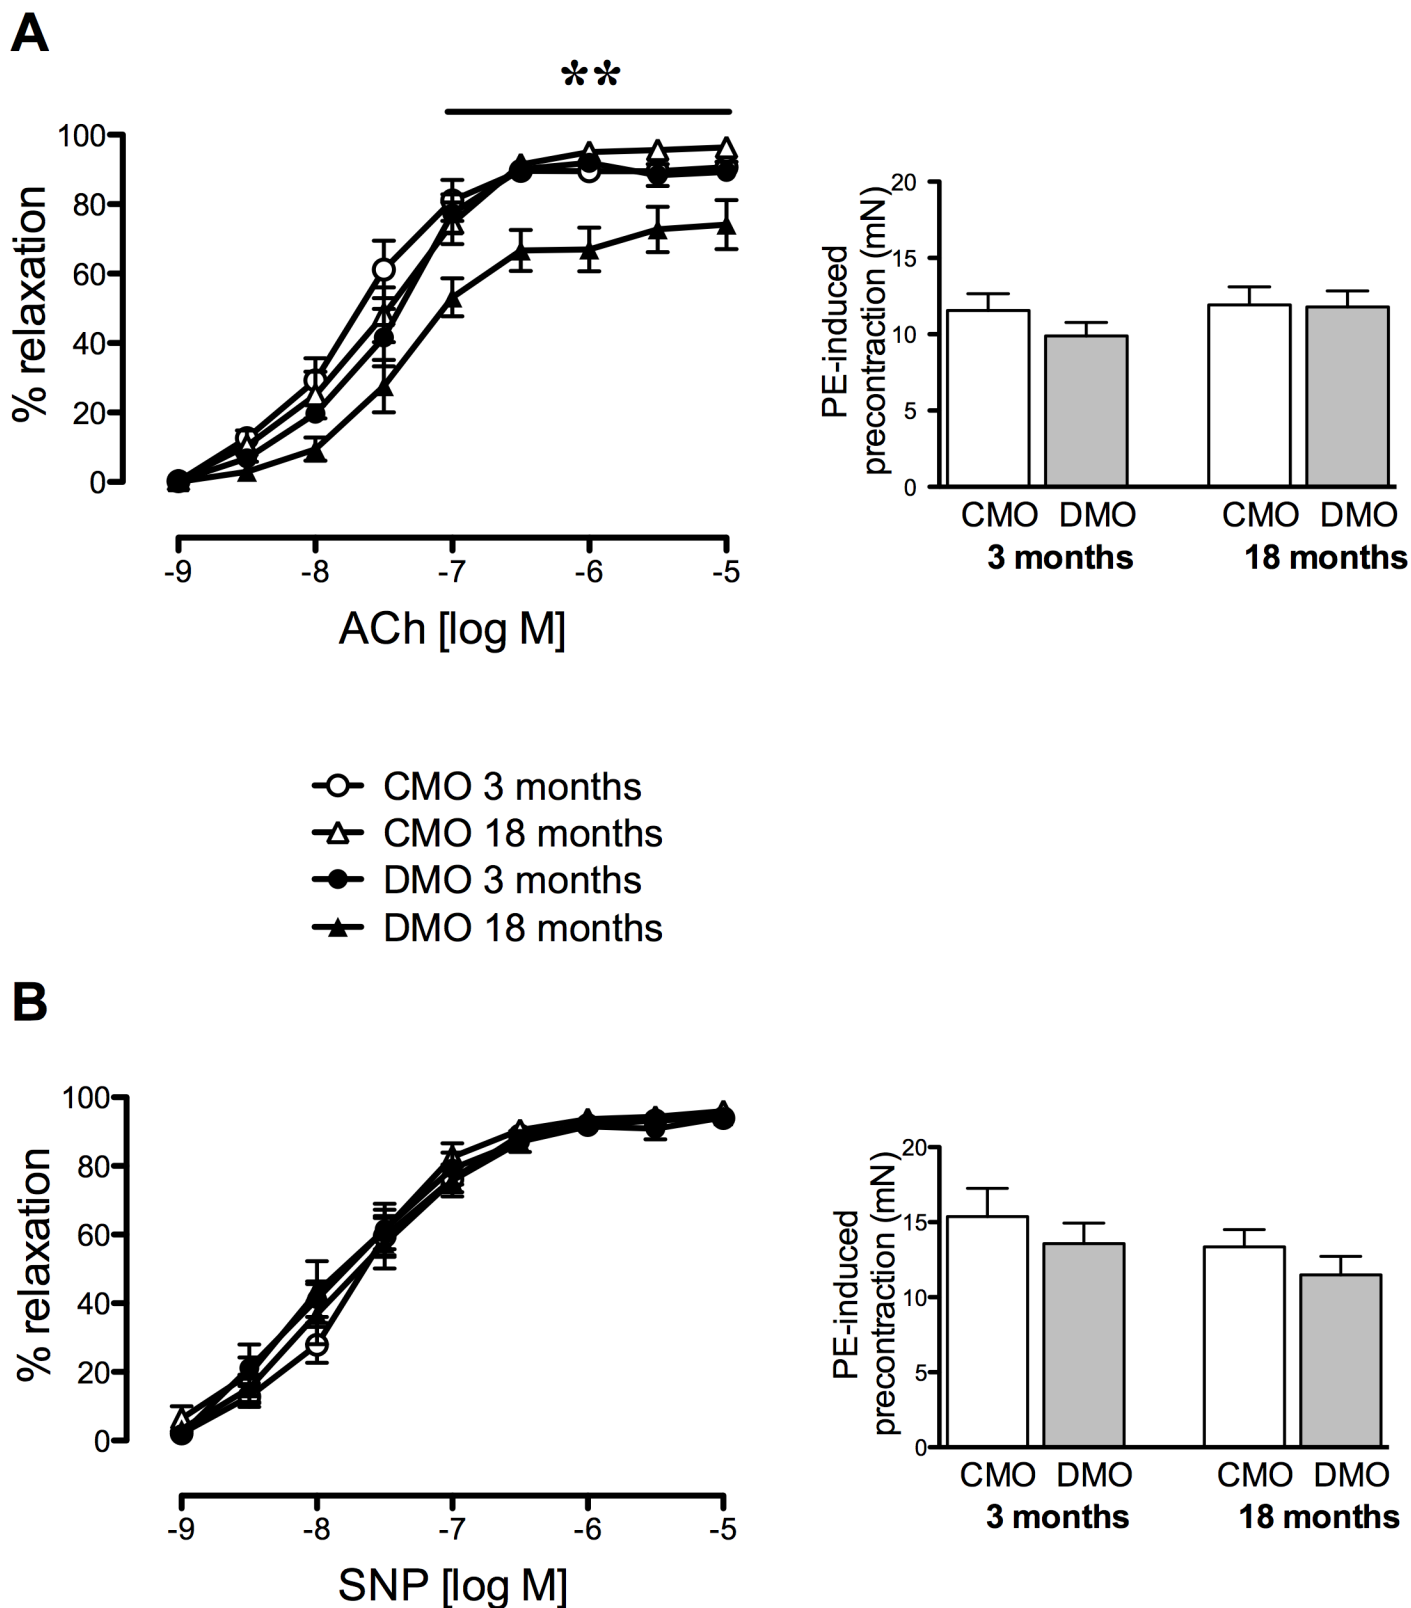 A
**
100
80
60
40
20
0
% relaxation
-9 -8 -7 -6 -5
ACh [log M]
20
15
10
5
0
PE-induced
precontraction (mN)
CMO DMO CMO DMO
3 months 18 months
CMO 3 months
CMO 18 months
DMO 3 months
DMO 18 months
B
100
80
60
40
20
0
% relaxation
-9 -8 -7 -6 -5
SNP [log M]
20
15
10
5
0
PE-induced
precontraction (mN)
CMO DMO CMO DMO
3 months 18 months